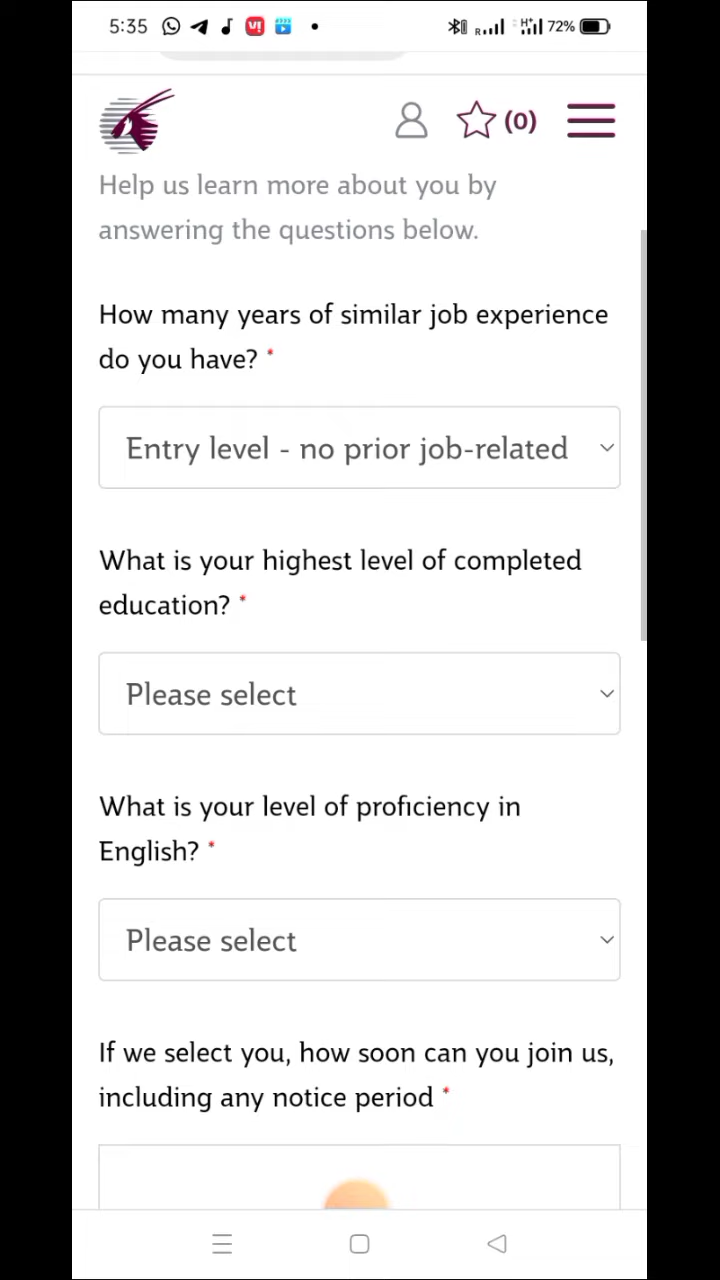 5:35
72%
(0)
Help us learn more about you by
answering the questions below.
How many years of similar job experience
do you have? *
Entry level - no prior job-related
What is your highest level of completed
education? *
Please select
What is your level of proficiency in
English? *
Please select
If we select you, how soon can you join us,
including any notice period *